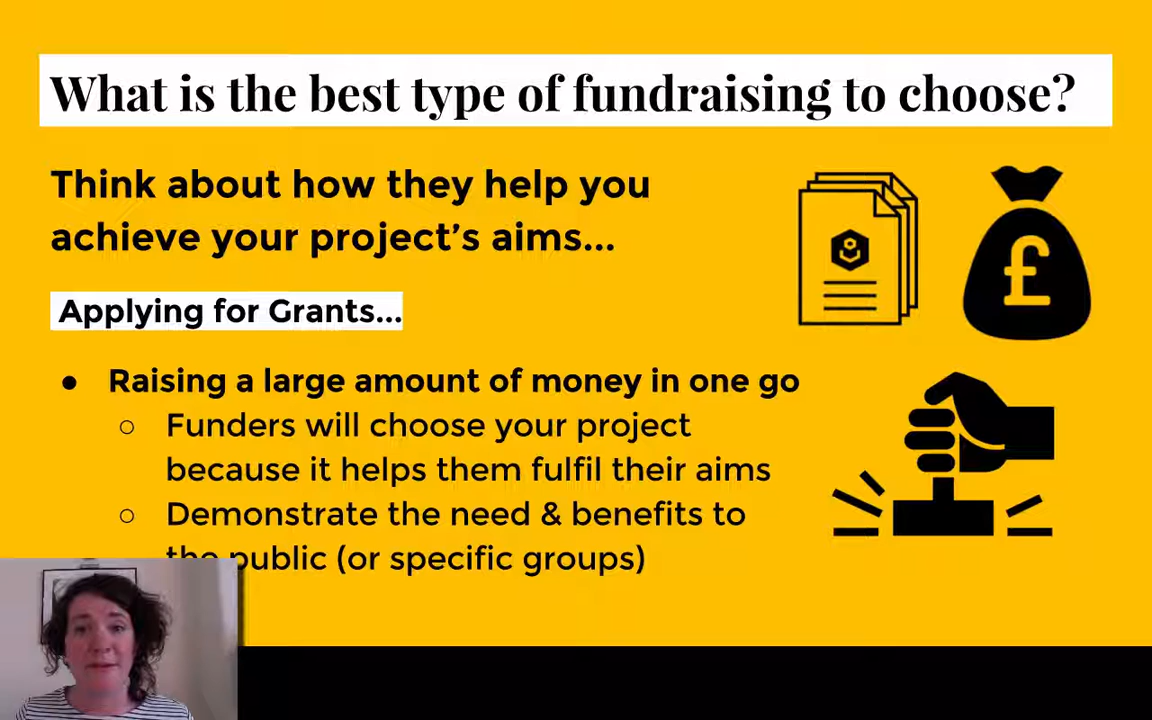 What is the best type of fundraising to choose?
Think about how they help you
achieve your project's aims...
Applying for Grants...
● Raising a large amount of money in one go
○ Funders will choose your project
because it helps them fulfil their aims
○ Demonstrate the need & benefits to
the public (or specific groups)
£